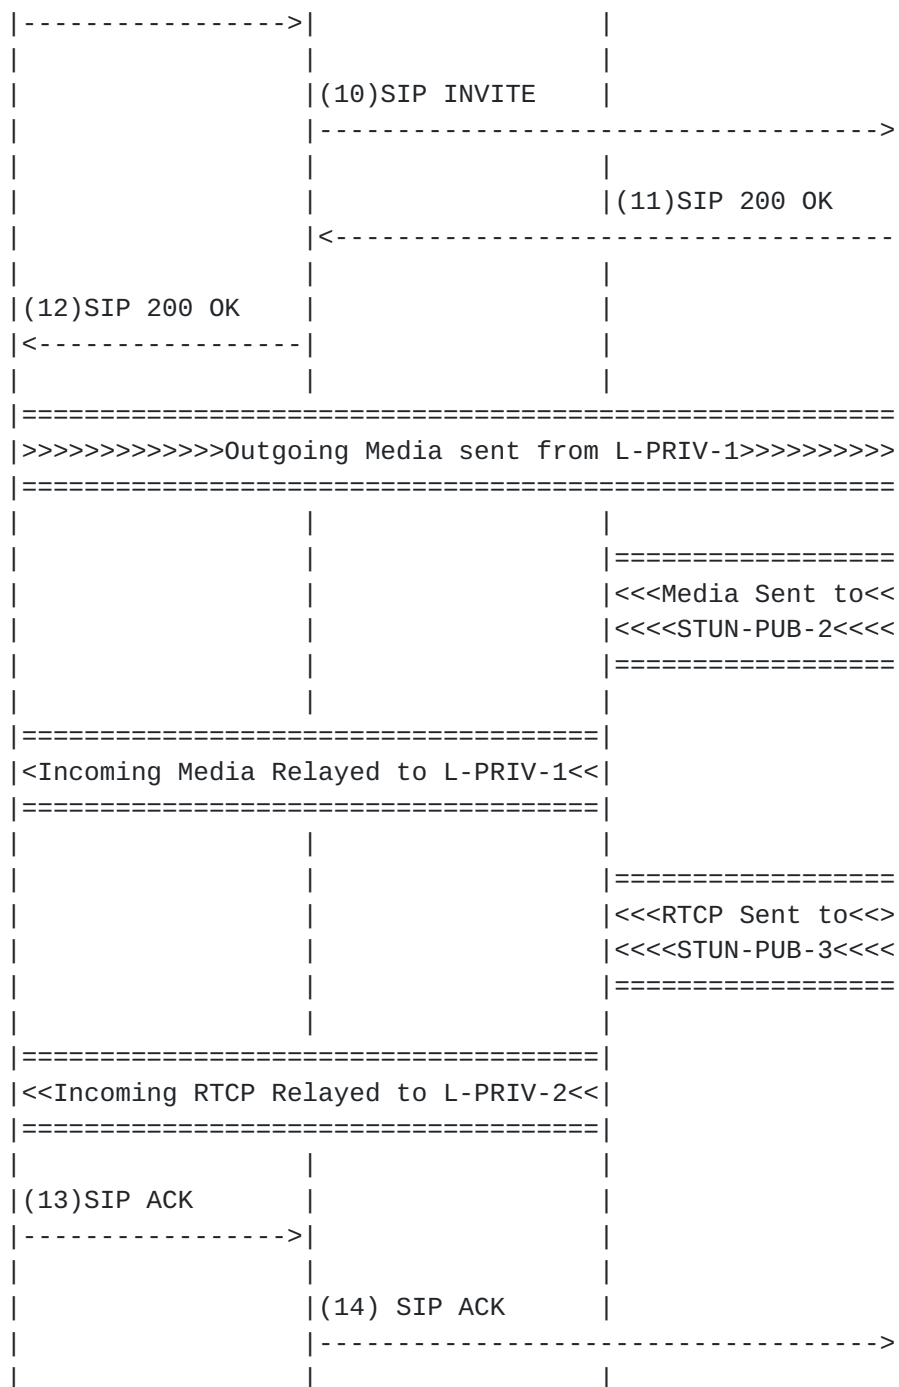 |----------------->|                  |
|                  |                  |
|                  |(10)SIP INVITE    |
|                  |------------------------------------>
|                  |                  |
|                  |                  |(11)SIP 200 OK
|                  |<------------------------------------
|                  |                  |
|(12)SIP 200 OK    |                  |
|<-----------------|                  |
|                  |                  |
|========================================================
|>>>>>>>>>>>>>Outgoing Media sent from L-PRIV-1>>>>>>>>>>
|========================================================
|                  |                  |
|                  |                  |==================
|                  |                  |<<<Media Sent to<<
|                  |                  |<<<<STUN-PUB-2<<<<
|                  |                  |==================
|                  |                  |
|=====================================|
|<Incoming Media Relayed to L-PRIV-1<<|
|=====================================|
|                  |                  |
|                  |                  |==================
|                  |                  |<<<RTCP Sent to<<>
|                  |                  |<<<<STUN-PUB-3<<<<
|                  |                  |==================
|                  |                  |
|=====================================|
|<<Incoming RTCP Relayed to L-PRIV-2<<|
|=====================================|
|                  |                  |
|(13)SIP ACK       |                  |
|----------------->|                  |
|                  |                  |
|                  |(14) SIP ACK      |
|                  |------------------------------------>
|                  |                  |